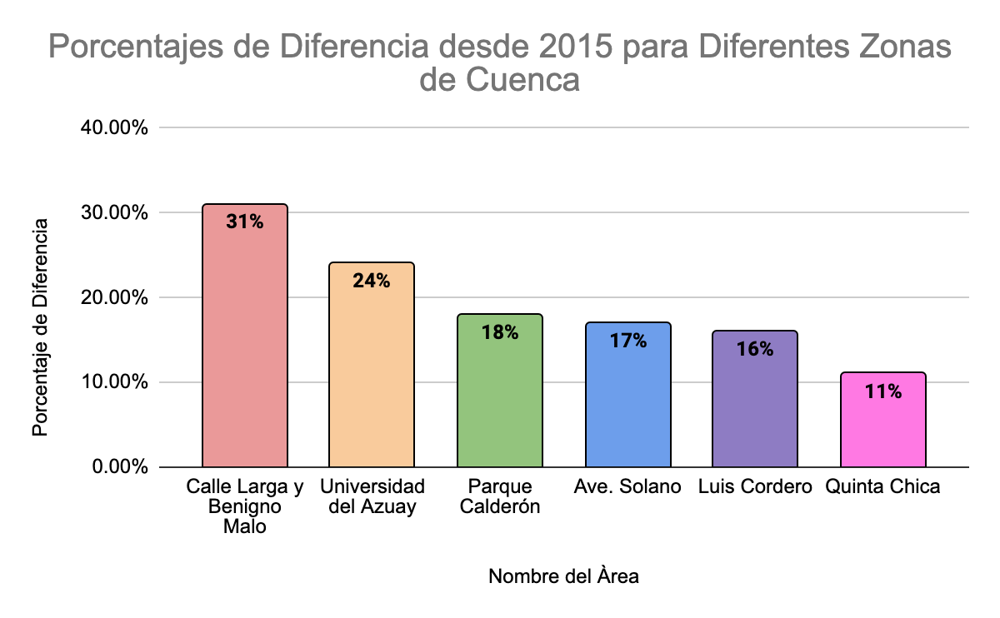 Porcentajes de Diferencia desde 2015 para Diferentes Zonas
de Cuenca
Porcentaje de Diferencia
40.00%
30.00%
20.00%
10.00%
0.00%
31%
24%
18%
17%
16%
11%
Calle Larga y
Benigno
Malo
Universidad
del Azuay
Parque
Calderón
Ave. Solano
Luis Cordero
Quinta Chica
Nombre del Àrea